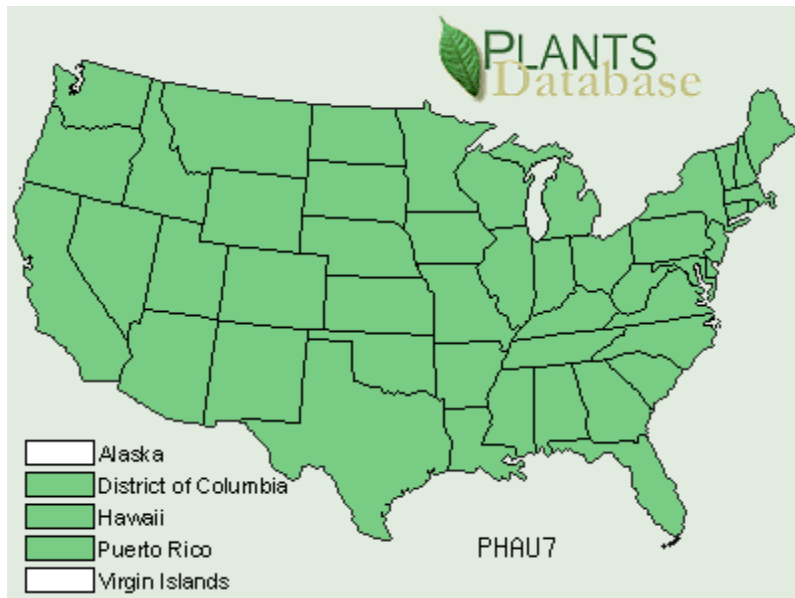 PLANTS
Database
Alaska
District of Columbia
Hawaii
Puerto Rico
Virgin Islands
PHAU7